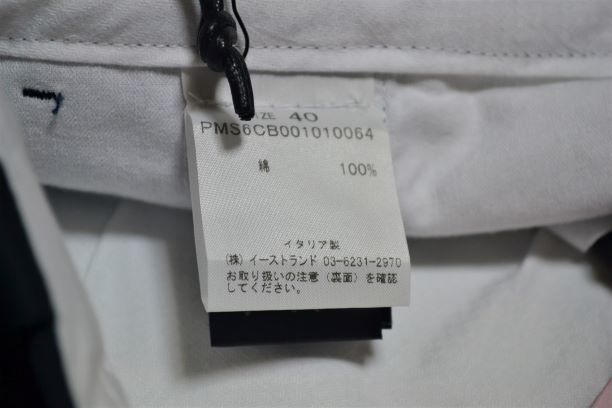 SIZE 40
PMS6CB001010064
綿 100%
イタリア製
(株) イーストランド 03-6231-2970
お取り扱いの注意(裏面)を確認
してください。